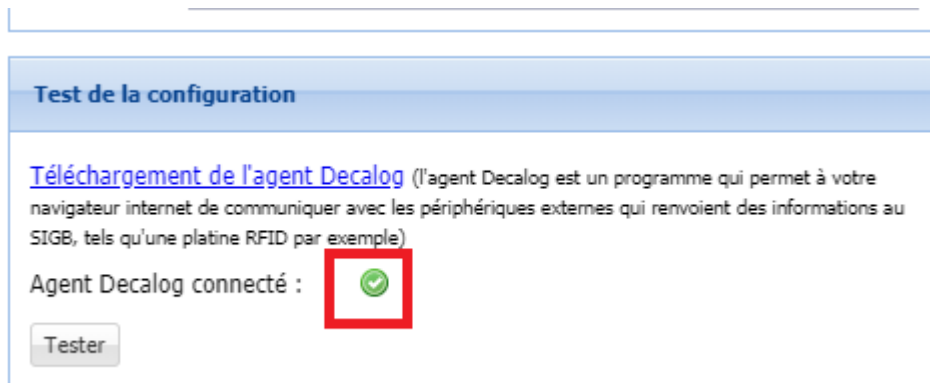 Test de la configuration
Téléchargement de l'agent Decalog (l'agent Decalog est un programme qui permet à votre
navigateur internet de communiquer avec les périphériques externes qui renvoient des informations au
SIGB, tels qu'une platine RFID par exemple)
Agent Decalog connecté :
Tester